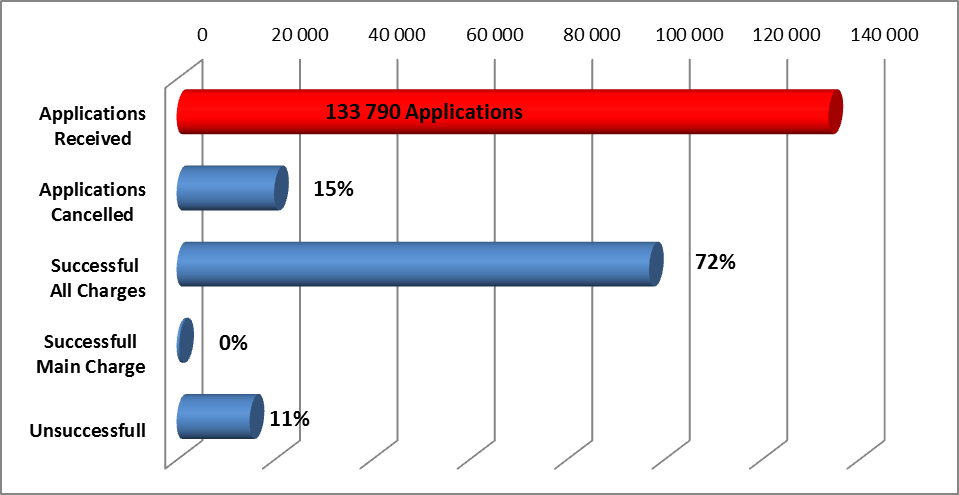 0 20 000 40 000 60 000 80 000 100 000 120 000 140 000
Applications
Received
133 790 Applications
Applications
Cancelled
15%
Successful
All Charges
72%
Successfull
Main Charge
0%
Unsuccessfull
11%